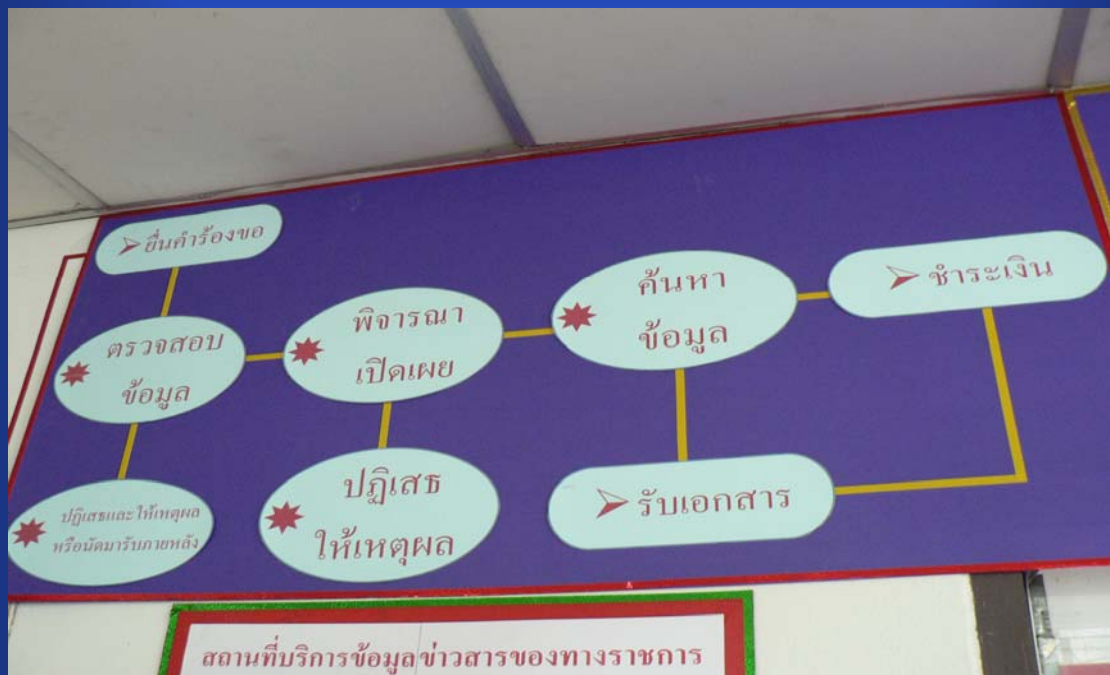 ยื่นคำร้องขอ
ตรวจสอบ
ข้อมูล
ปฏิเสธและให้เหตุผล
หรือนัดมารับภายหลัง
พิจารณา
เปิดเผย
ปฏิเสธ
ให้เหตุผล
ค้นหา
ข้อมูล
ชำระเงิน
รับเอกสาร
สถานที่บริการข้อมูลข่าวสารของทางราชการ